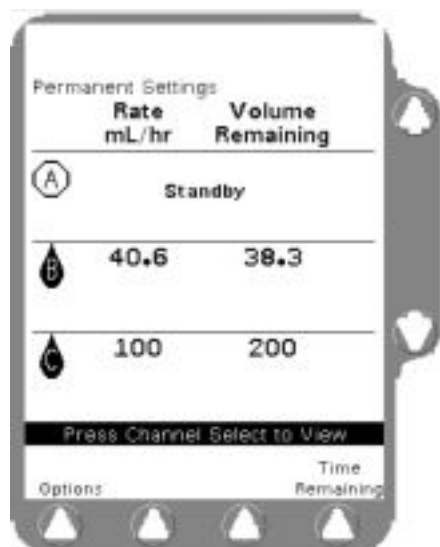 Permanent Settings
Rate Volume
mL/hr Remaining
A Standby
B 40.6 38.3
C 100 200
Press Channel Select to View
Time
Options Remaining